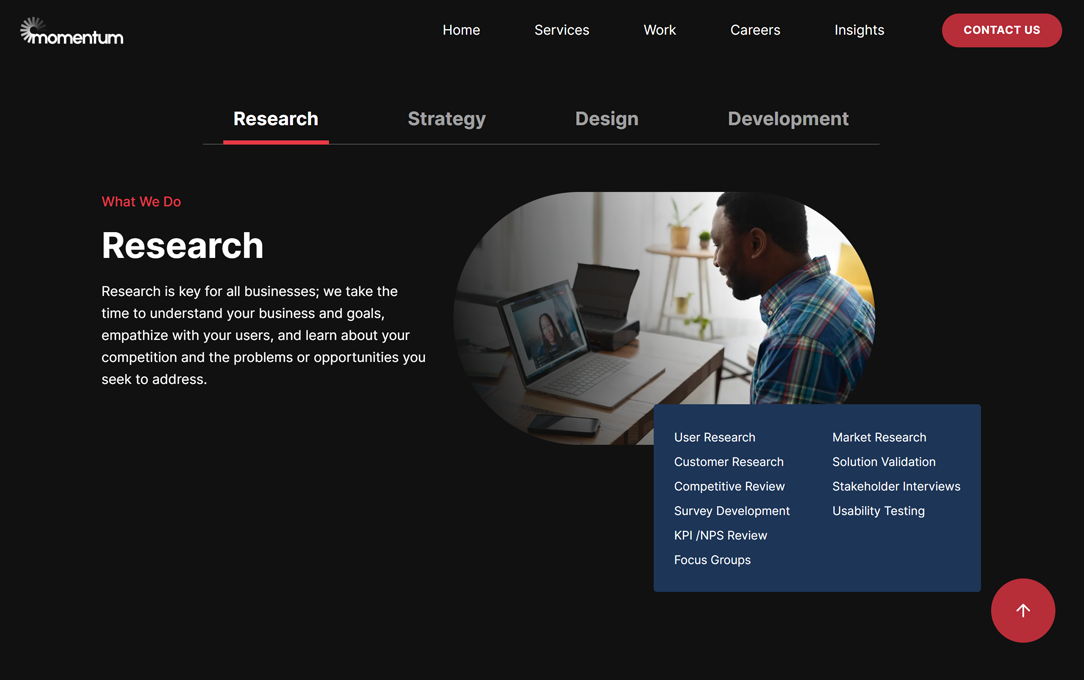 momentum
Home
Services
Work
Careers
Insights
CONTACT US
Research
Strategy
Design
Development
What We Do
Research
Research is key for all businesses; we take the
time to understand your business and goals,
empathize with your users, and learn about your
competition and the problems or opportunities you
seek to address.
User Research
Customer Research
Competitive Review
Survey Development
KPI /NPS Review
Focus Groups
Market Research
Solution Validation
Stakeholder Interviews
Usability Testing